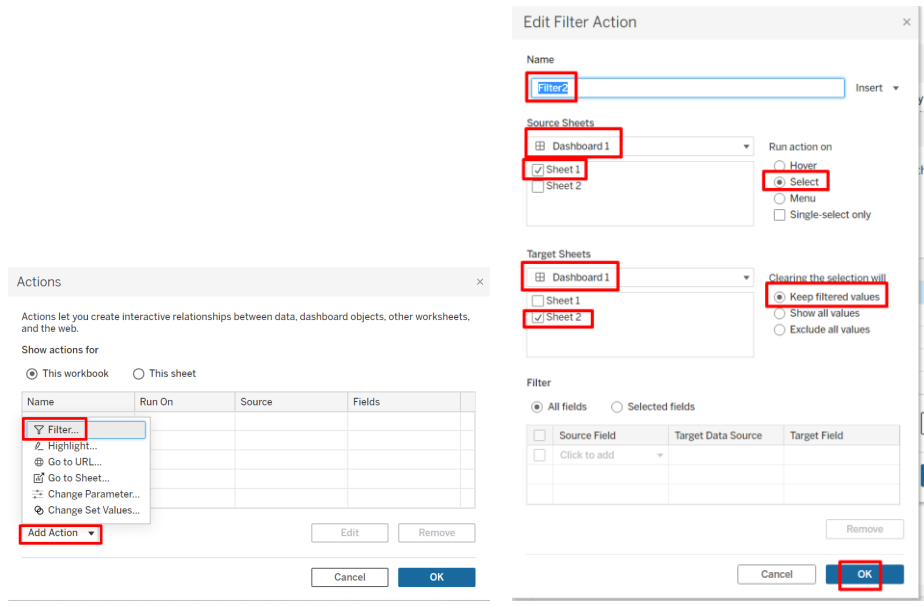 Actions
Actions let you create interactive relationships between data, dashboard objects, other worksheets,
and the web.
Show actions for
This workbook This sheet
Name Run On Source Fields
Filter...
Highlight...
Go to URL...
Go to Sheet...
Change Parameter...
Change Set Values...
Add Action Edit Remove
Cancel OK
Edit Filter Action
Name
Filter2 Insert
Source Sheets
Dashboard 1
Sheet 1
Sheet 2
Run action on
Hover
Select
Menu
Single-select only
Target Sheets
Dashboard 1
Sheet 1
Sheet 2
Clearing the selection will
Keep filtered values
Show all values
Exclude all values
Filter
All fields Selected fields
Source Field Target Data Source Target Field
Click to add
Remove
Cancel OK